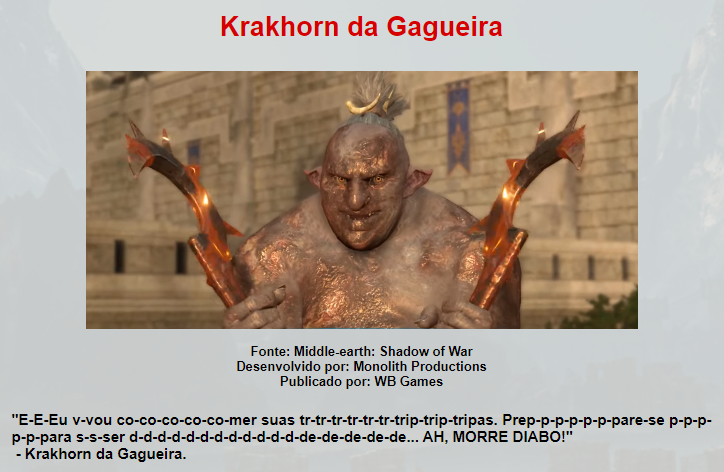 Krakhorn da Gagueira
Fonte: Middle-earth: Shadow of War
Desenvolvido por: Monolith Productions
Publicado por: WB Games
"E-E-Eu v-vou co-co-co-co-co-mer suas tr-tr-tr-tr-tr-tr-trip-trip-tripas. Prep-p-p-p-p-p-pare-se p-p-p-
p-p-para s-s-ser d-d-d-d-d-d-d-d-d-d-d-d-de-de-de-de-de... AH, MORRE DIABO!"
- Krakhorn da Gagueira.